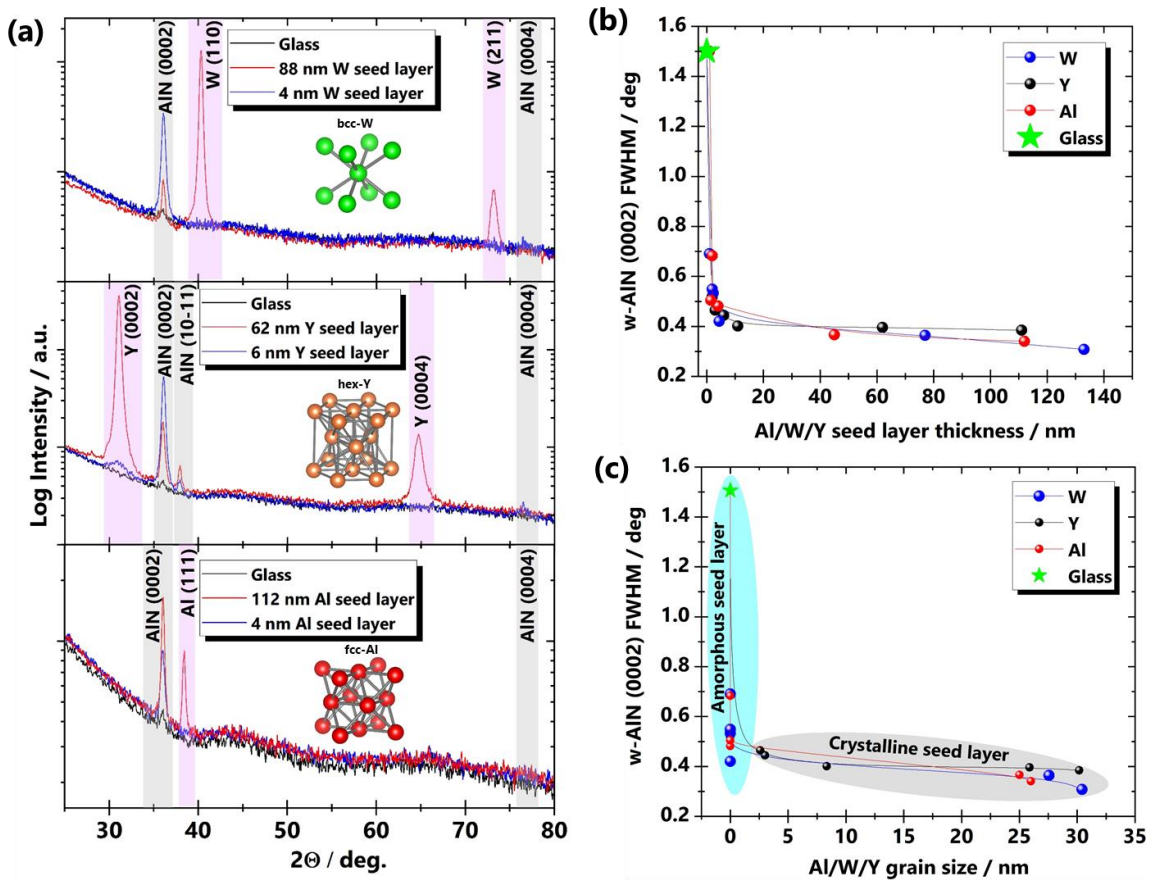 (a)
Log Intensity / a.u.
Glass
88 nm W seed layer
4 nm W seed layer
bcc-W
AlN (0002)
W (110)
W (211)
AlN (0004)
Glass
62 nm Y seed layer
6 nm Y seed layer
hex-Y
Y (0002)
AlN (0002)
AlN (10-11)
Y (0004)
AlN (0004)
Glass
112 nm Al seed layer
4 nm Al seed layer
fcc-Al
AlN (0002)
Al (111)
AlN (0004)
30 40 50 60 70 80
2Θ / deg.
(b)
w-AlN (0002) FWHM / deg
1.6
1.4
1.2
1.0
0.8
0.6
0.4
0.2
W
Y
Al
Glass
0 20 40 60 80 100 120 140
Al/W/Y seed layer thickness / nm
(c)
w-AlN (0002) FWHM / deg
1.6
1.4
1.2
1.0
0.8
0.6
0.4
0.2
W
Y
Al
Glass
Amorphous seed layer
Crystalline seed layer
0 5 10 15 20 25 30 35
Al/W/Y grain size / nm